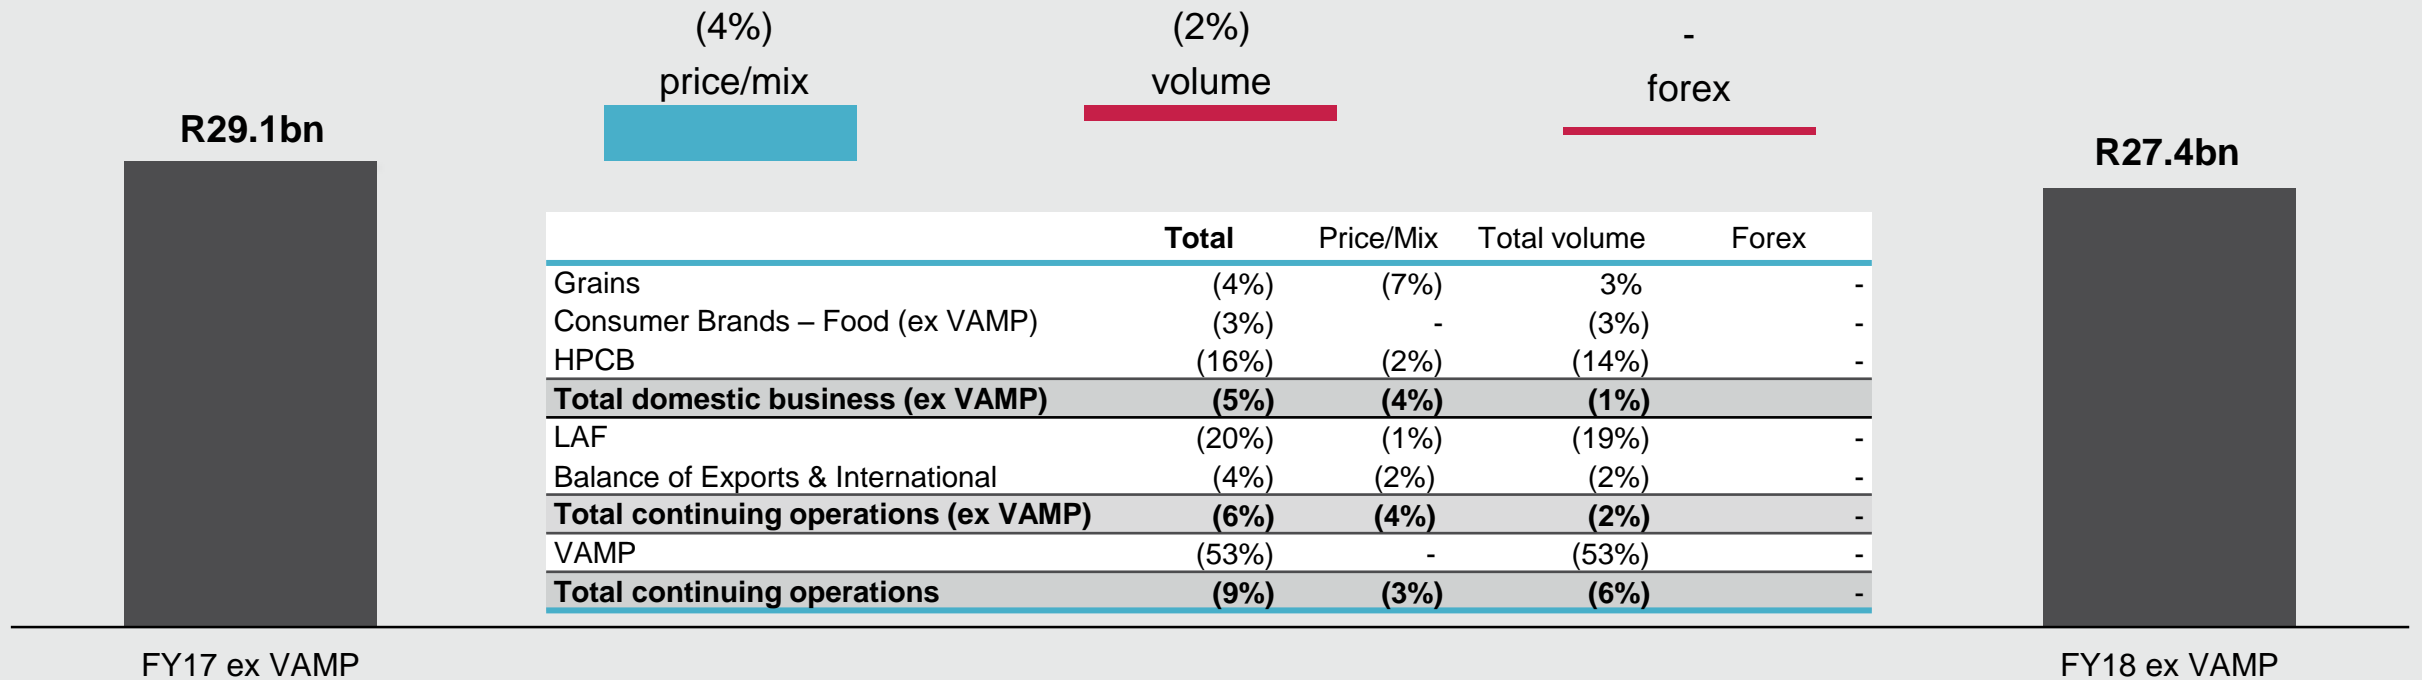 (4%)
price/mix
(2%)
volume
-
forex
R29.1bn
R27.4bn
Total Price/Mix Total volume Forex
Grains (4%) (7%) 3% -
Consumer Brands – Food (ex VAMP) (3%) - (3%) -
HPCB (16%) (2%) (14%) -
Total domestic business (ex VAMP) (5%) (4%) (1%)
LAF (20%) (1%) (19%) -
Balance of Exports & International (4%) (2%) (2%) -
Total continuing operations (ex VAMP) (6%) (4%) (2%) -
VAMP (53%) - (53%) -
Total continuing operations (9%) (3%) (6%) -
FY17 ex VAMP
FY18 ex VAMP